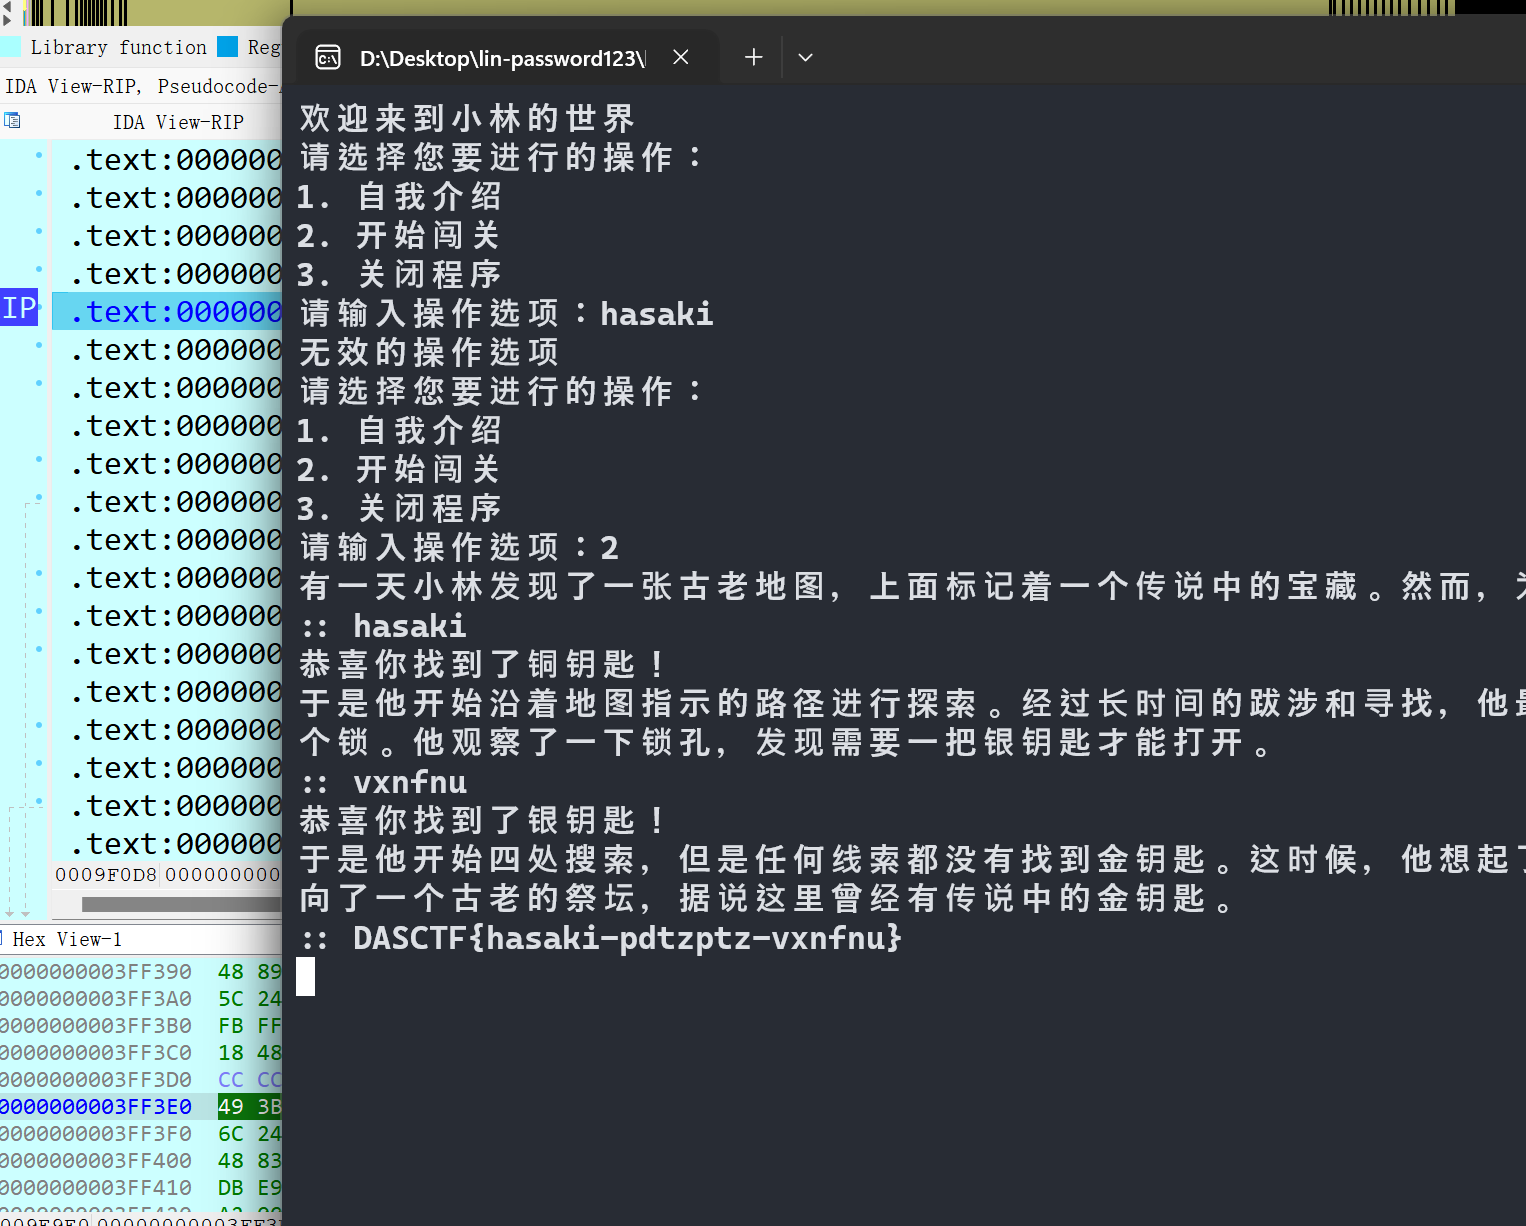 Library function Reg
IDA View-RIP, Pseudocode-
IDA View-RIP
.text:000000
.text:000000
.text:000000
.text:000000
IP .text:000000
.text:000000
.text:000000
.text:000000
.text:000000
.text:000000
.text:000000
.text:000000
.text:000000
.text:000000
.text:000000
.text:000000
.text:000000
.text:000000
.text:000000
0009F0D8 000000000
Hex View-1
0000000003FF390 48 89
0000000003FF3A0 5C 24
0000000003FF3B0 FB FF
0000000003FF3C0 18 48
0000000003FF3D0 CC CC
0000000003FF3E0 49 3B
0000000003FF3F0 6C 24
0000000003FF400 48 83
0000000003FF410 DB E9
D:\Desktop\lin-password123\
欢迎来到小林的世界
请选择您要进行的操作：
1. 自我介绍
2. 开始闯关
3. 关闭程序
请输入操作选项：hasaki
无效的操作选项
请选择您要进行的操作：
1. 自我介绍
2. 开始闯关
3. 关闭程序
请输入操作选项：2
有一天小林发现了一张古老地图，上面标记着一个传说中的宝藏。然而，
:: hasaki
恭喜你找到了铜钥匙！
于是他开始沿着地图指示的路径进行探索。经过长时间的跋涉和寻找，他最
个锁。他观察了一下锁孔，发现需要一把银钥匙才能打开。
:: vxnfnu
恭喜你找到了银钥匙！
于是他开始四处搜索，但是任何线索都没有找到金钥匙。这时候，他想起了
向了一个古老的祭坛，据说这里曾经有传说中的金钥匙。
:: DASCTF{hasaki-pdtzptz-vxnfnu}